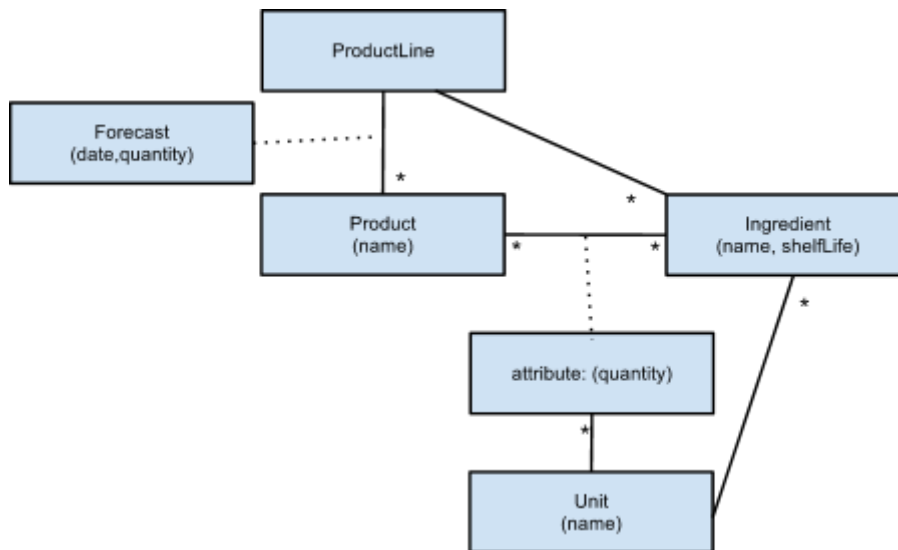 ProductLine
Forecast
(date,quantity)
*
Product
(name)
*
Ingredient
(name, shelfLife)
*
*
*
attribute: (quantity)
*
Unit
(name)